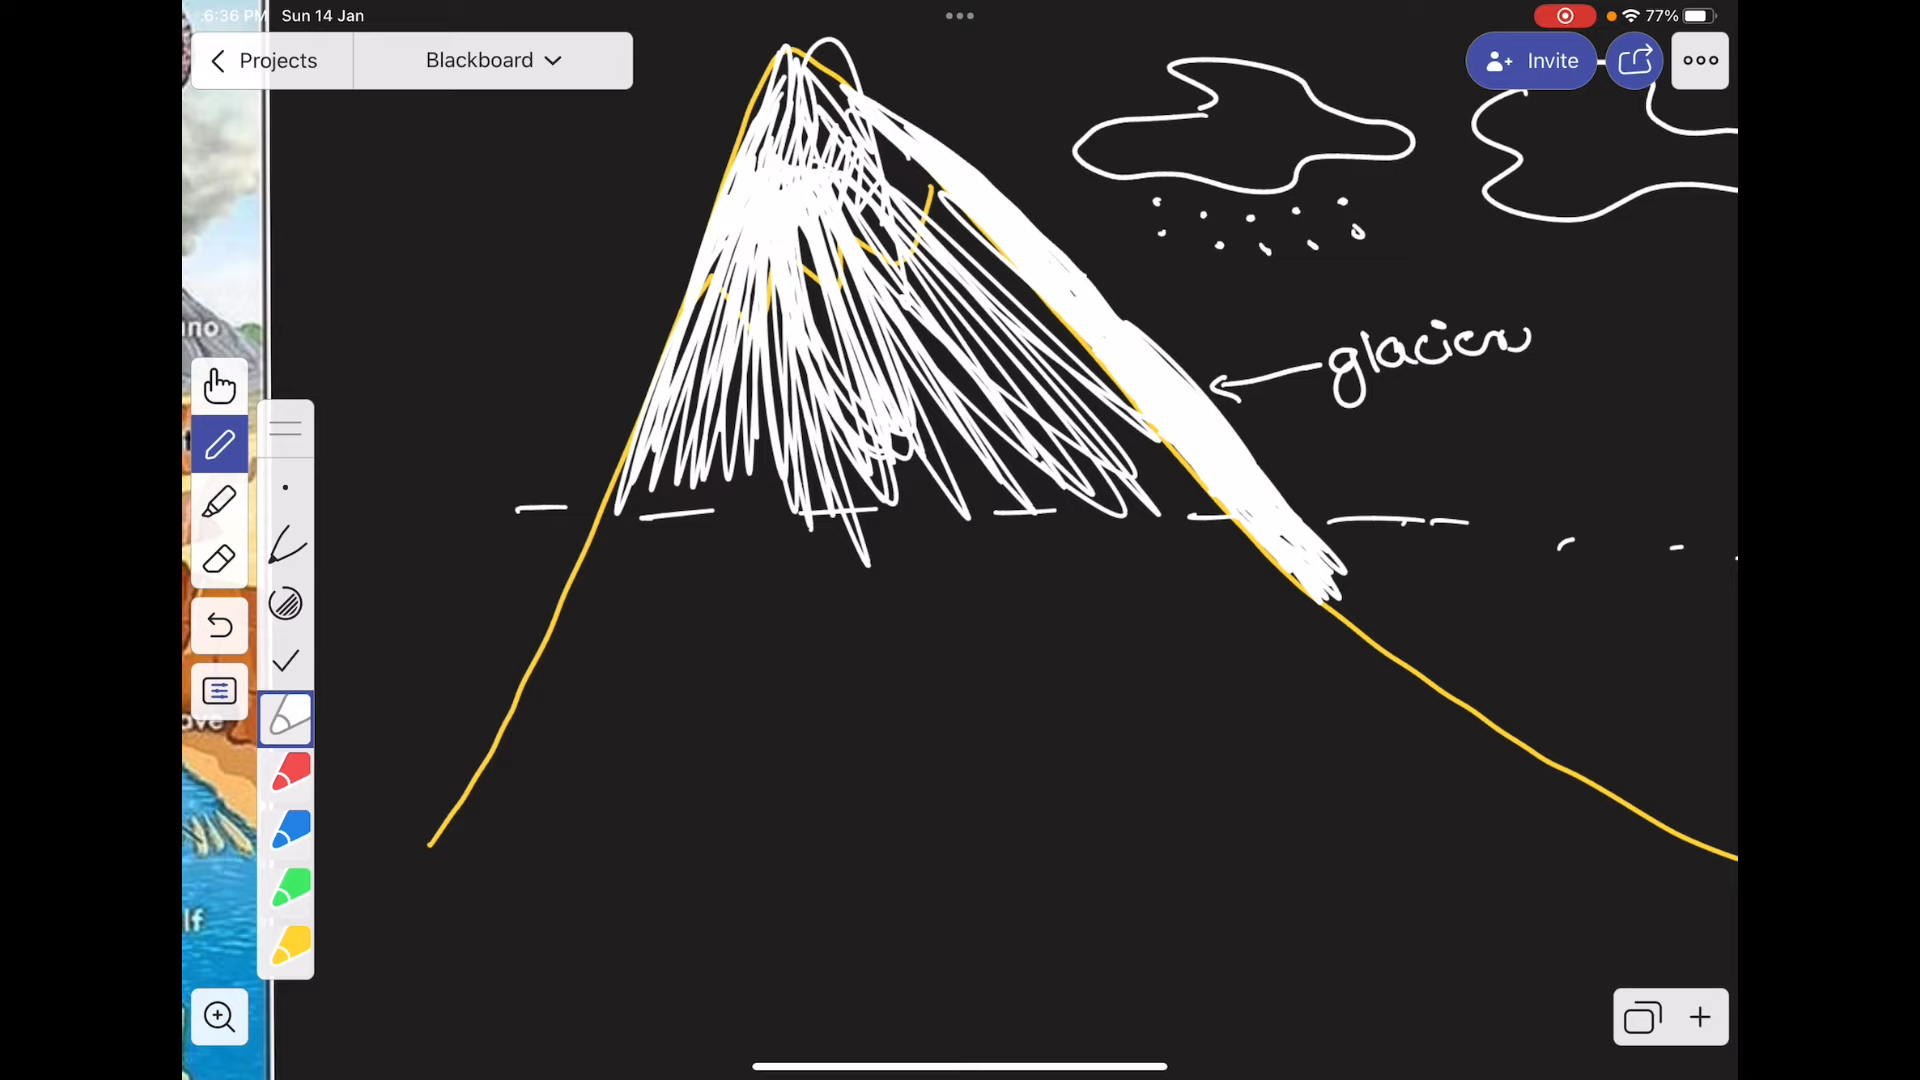 6:36 PM Sun 14 Jan
77%
Projects
Blackboard
Invite
glacier